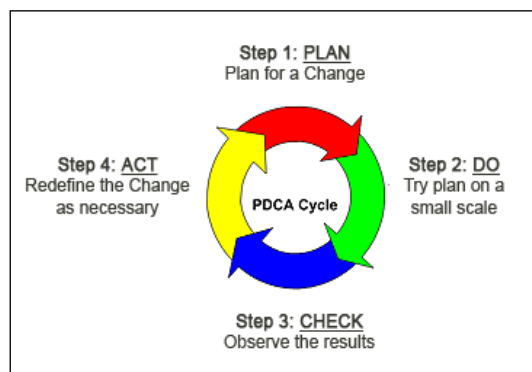 Step 1: PLAN
Plan for a Change
Step 4: ACT
Redefine the Change
as necessary
PDCA Cycle
Step 2: DO
Try plan on a
small scale
Step 3: CHECK
Observe the results